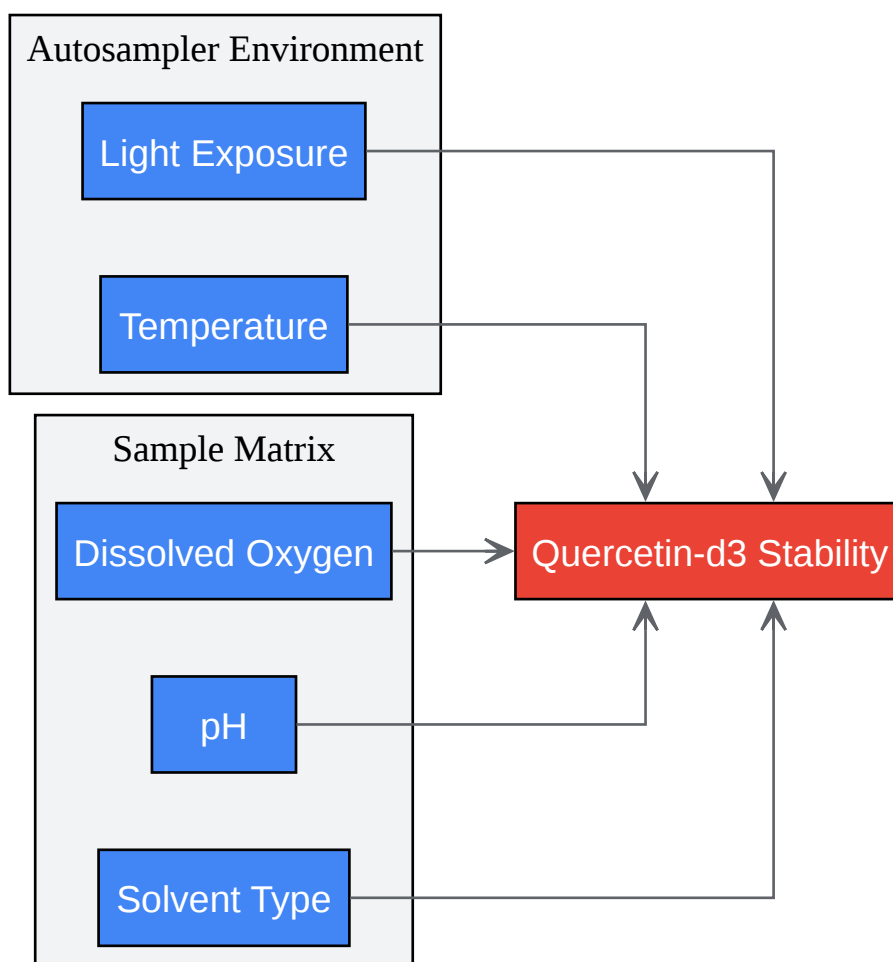 Autosampler Environment
Light Exposure
Temperature
Sample Matrix
Dissolved Oxygen
Quercetin-d3 Stability
pH
Solvent Type